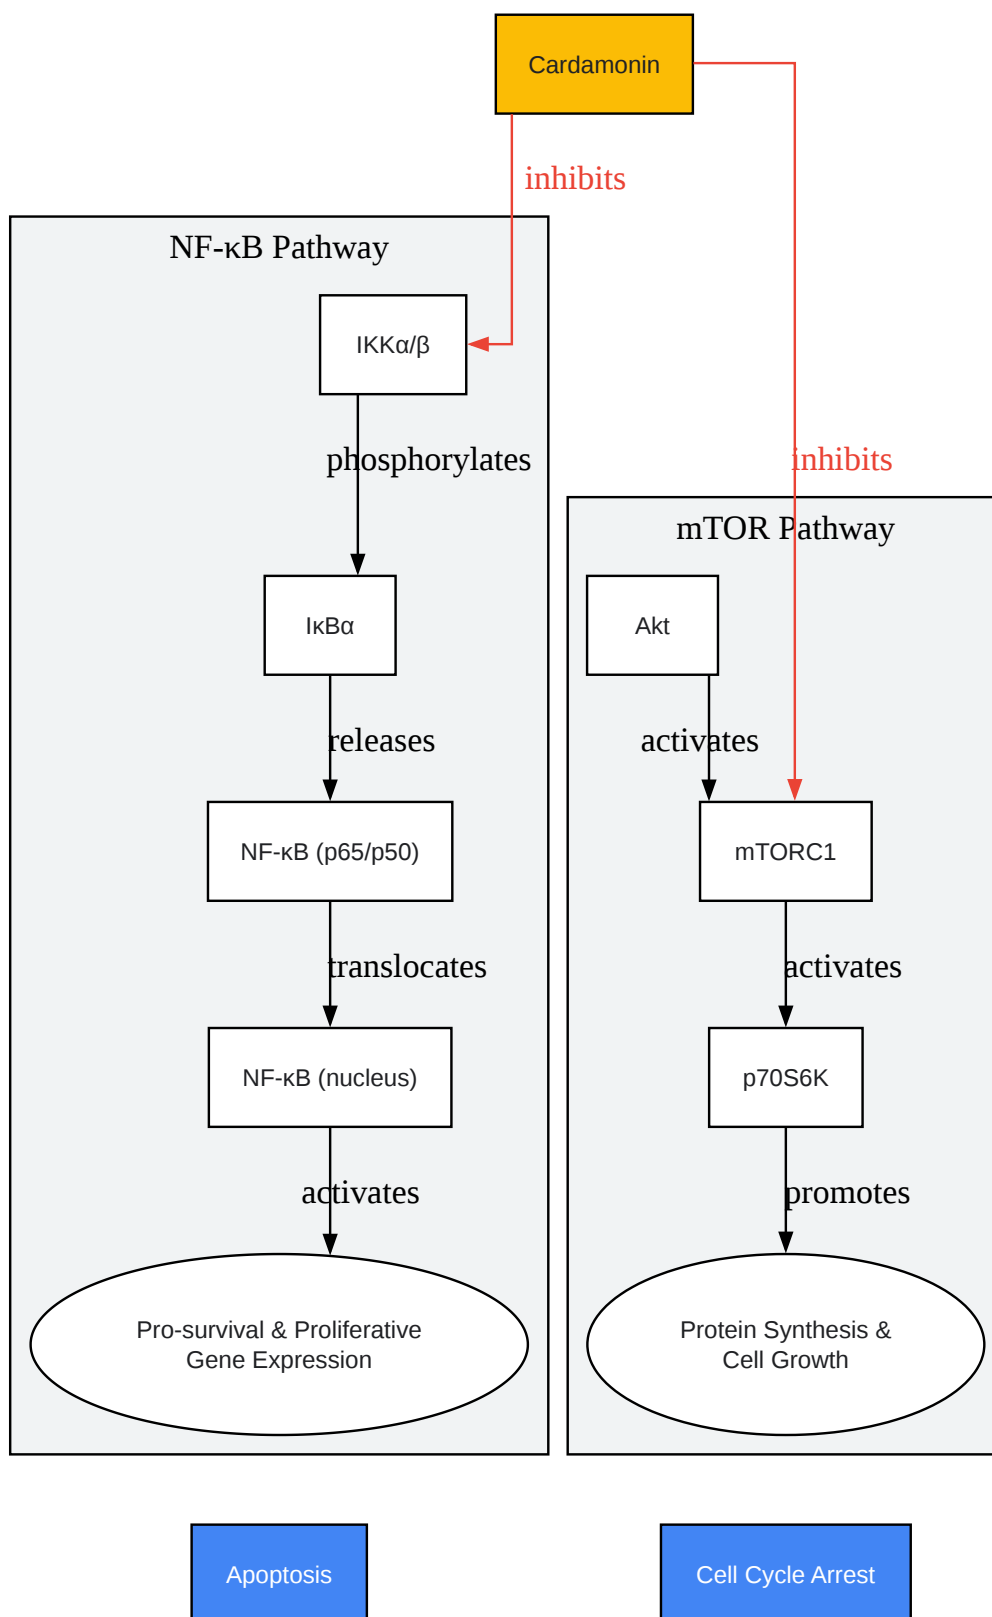 Cardamonin
inhibits
NF-κB Pathway
IKKα/β
phosphorylates
inhibits
mTOR Pathway
IκBα
Akt
releases
activates
NF-κB (p65/p50)
mTORC1
translocates
activates
NF-κB (nucleus)
p70S6K
activates
promotes
Pro-survival & Proliferative
Gene Expression
Protein Synthesis &
Cell Growth
Apoptosis
Cell Cycle Arrest